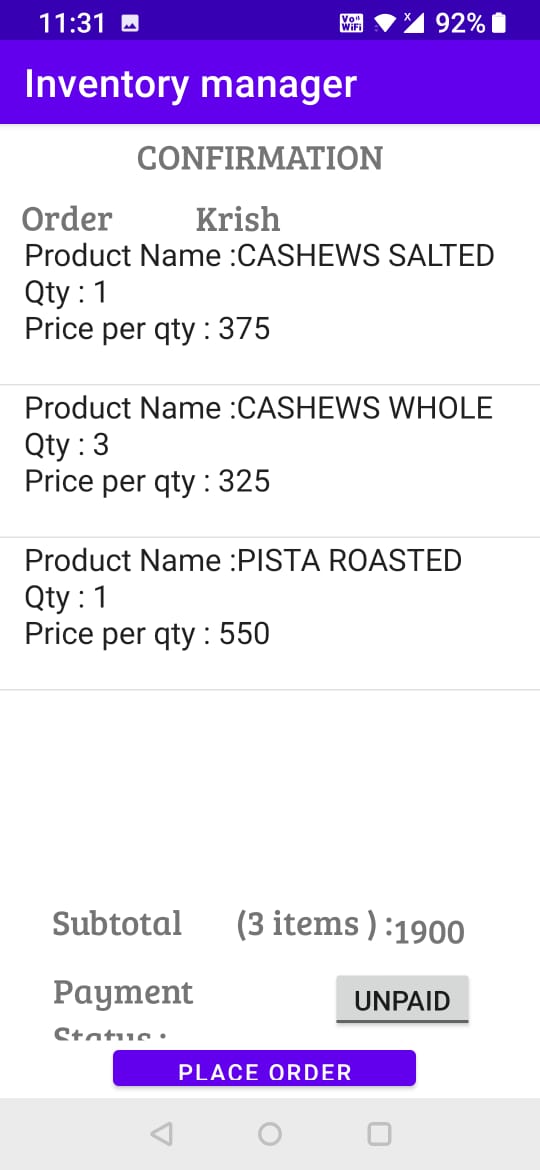 11:31 Vo" WiFi X 92%
Inventory manager
CONFIRMATION
Order Krish
Product Name :CASHEWS SALTED
Qty : 1
Price per qty : 375
Product Name :CASHEWS WHOLE
Qty : 3
Price per qty : 325
Product Name :PISTA ROASTED
Qty : 1
Price per qty : 550
Subtotal (3 items ) :1900
Payment UNPAID
Status :
PLACE ORDER